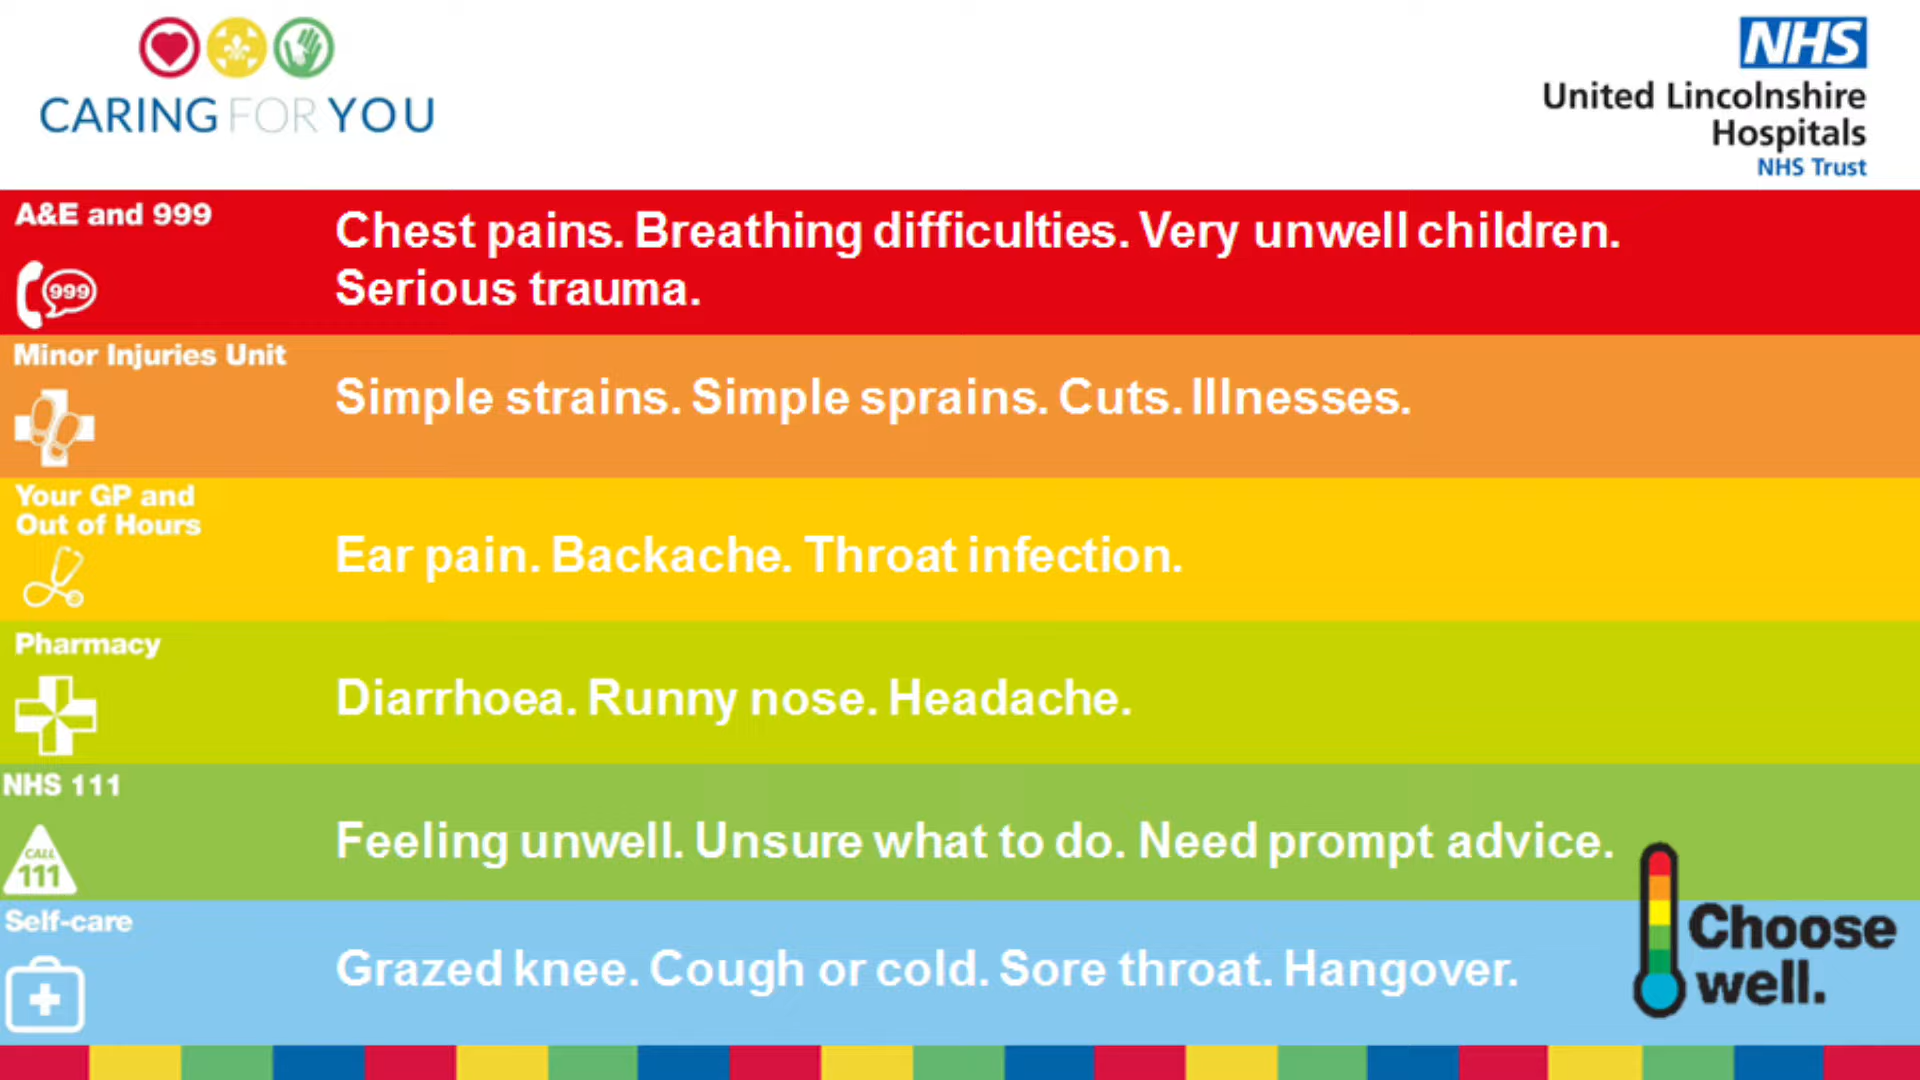 CARING FOR YOU
NHS
United Lincolnshire
Hospitals
NHS Trust
A&E and 999
999
Chest pains. Breathing difficulties. Very unwell children.
Serious trauma.
Minor Injuries Unit
Simple strains. Simple sprains. Cuts. Illnesses.
Your GP and
Out of Hours
Ear pain. Backache. Throat infection.
Pharmacy
Diarrhoea. Runny nose. Headache.
NHS 111
CALL
111
Feeling unwell. Unsure what to do. Need prompt advice.
Self-care
Grazed knee. Cough or cold. Sore throat. Hangover.
Choose
well.